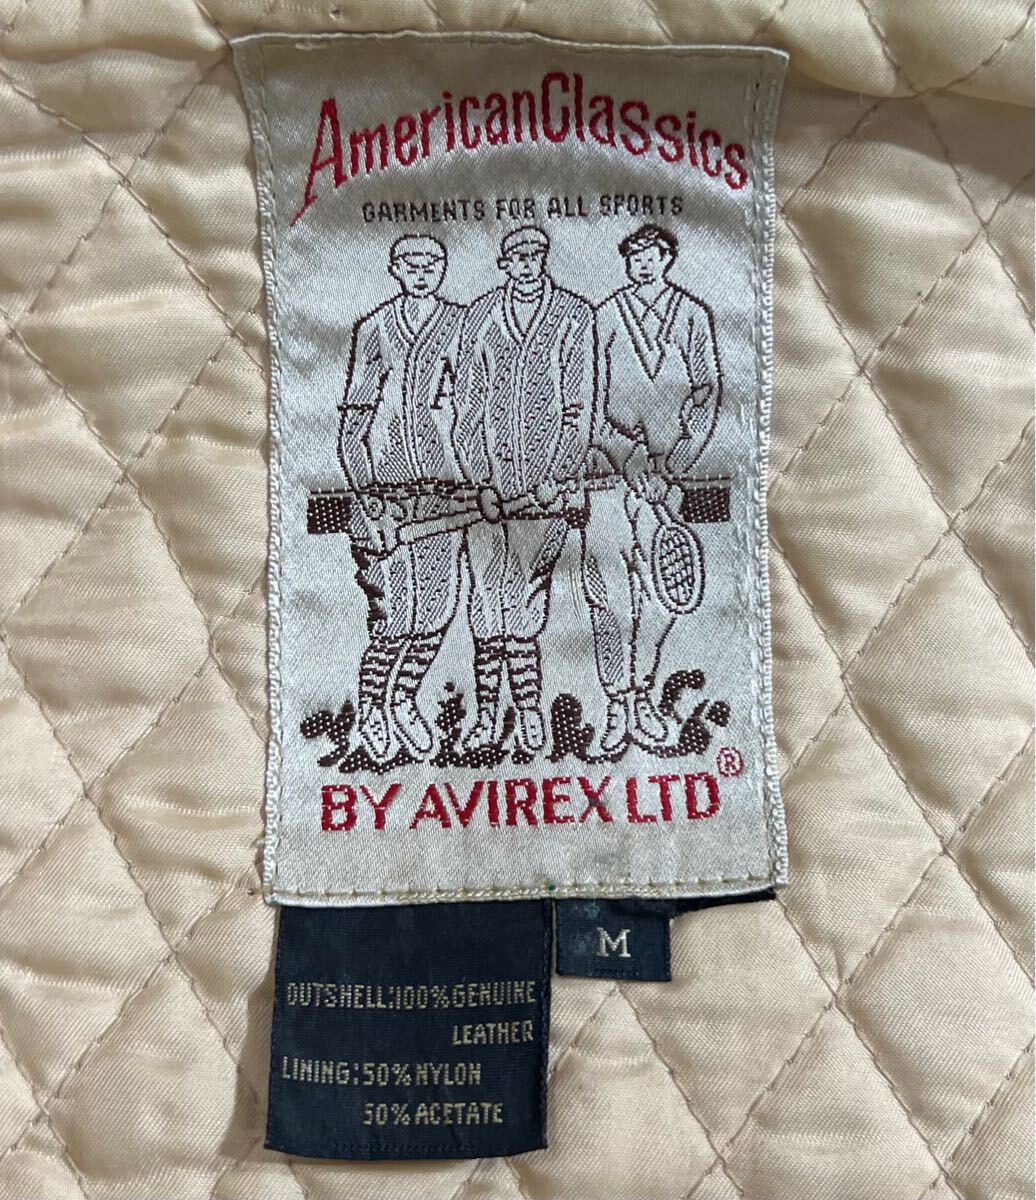 AmericanClassics
GARMENTS FOR ALL SPORTS
A
BY AVIREX LTD®
M
OUTSHELL:100% GENUINE
LEATHER
LINING:50% NYLON
50% ACETATE